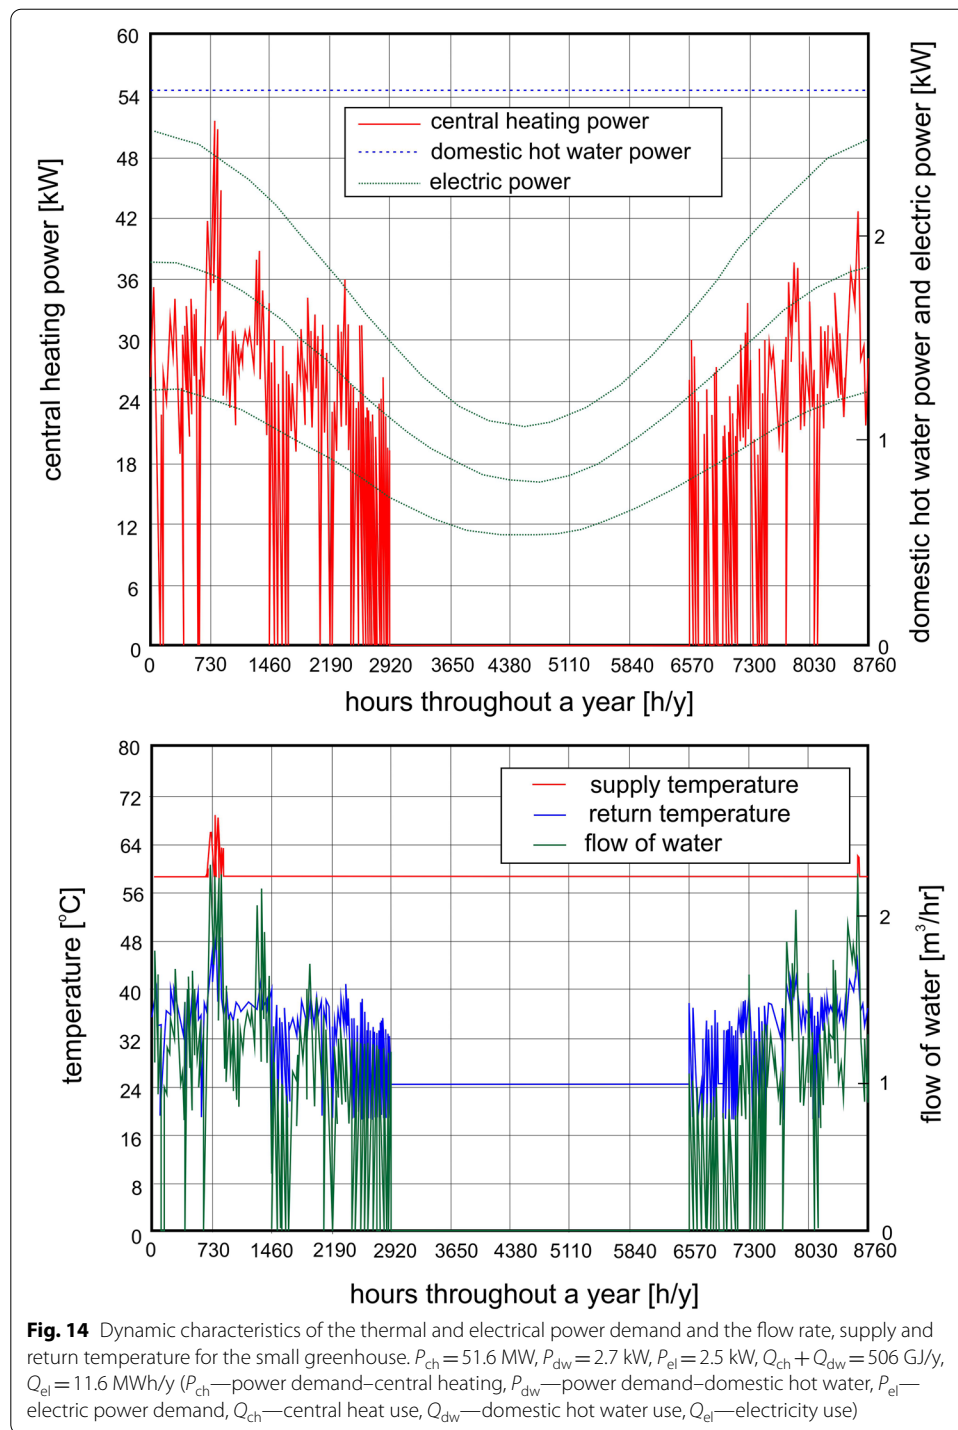 60
54
48
42
36
30
24
18
12
6
0
central heating power [kW]
central heating power
domestic hot water power
electric power
2
1
0
domestic hot water power and electric power [kW]
0 730 1460 2190 2920 3650 4380 5110 5840 6570 7300 8030 8760
hours throughout a year [h/y]
80
72
64
56
48
40
32
24
16
8
0
temperature [°C]
supply temperature
return temperature
flow of water
2
1
0
flow of water [m³/hr]
0 730 1460 2190 2920 3650 4380 5110 5840 6570 7300 8030 8760
hours throughout a year [h/y]
Fig. 14 Dynamic characteristics of the thermal and electrical power demand and the flow rate, supply and
return temperature for the small greenhouse. Pch = 51.6 MW, Pdw = 2.7 kW, Pel = 2.5 kW, Qch + Qdw = 506 GJ/y,
Qel = 11.6 MWh/y (Pch—power demand–central heating, Pdw—power demand–domestic hot water, Pel—
electric power demand, Qch—central heat use, Qdw—domestic hot water use, Qel—electricity use)